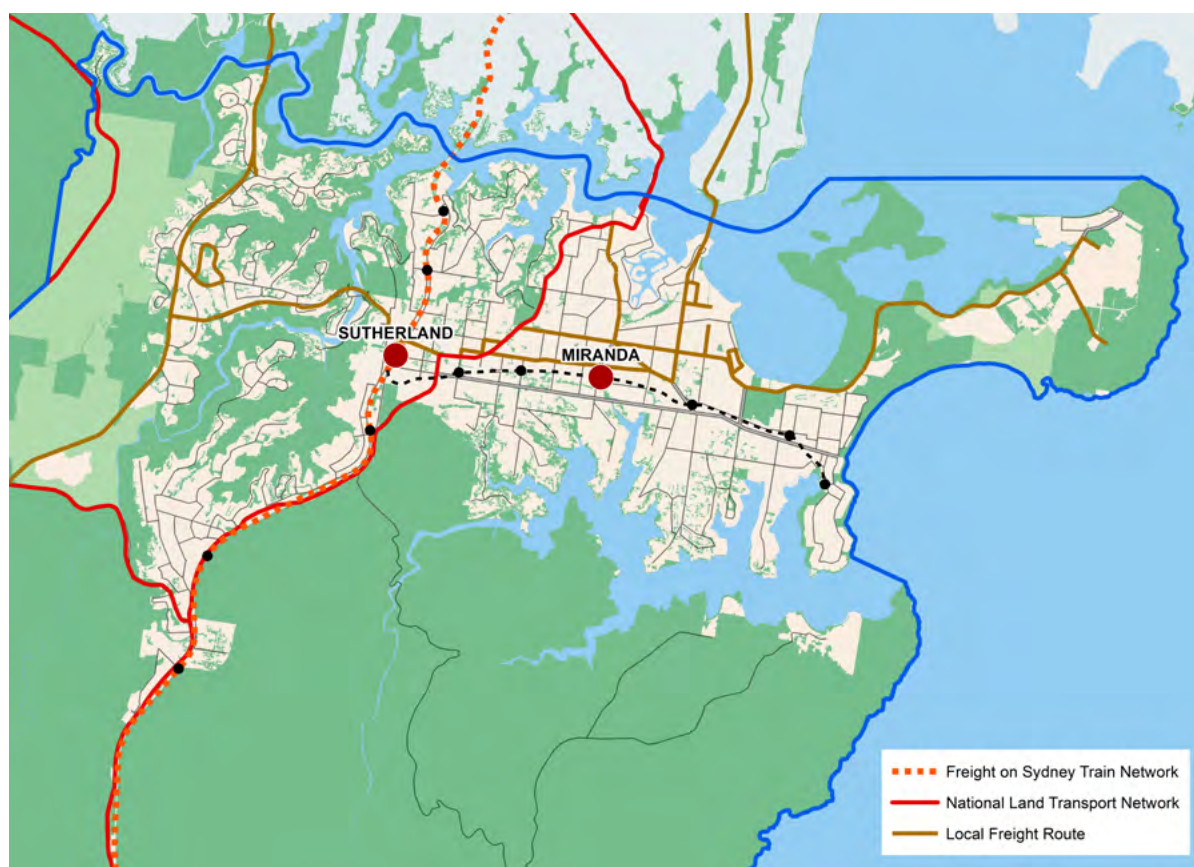 SUTHERLAND
MIRANDA
Freight on Sydney Train Network
National Land Transport Network
Local Freight Route